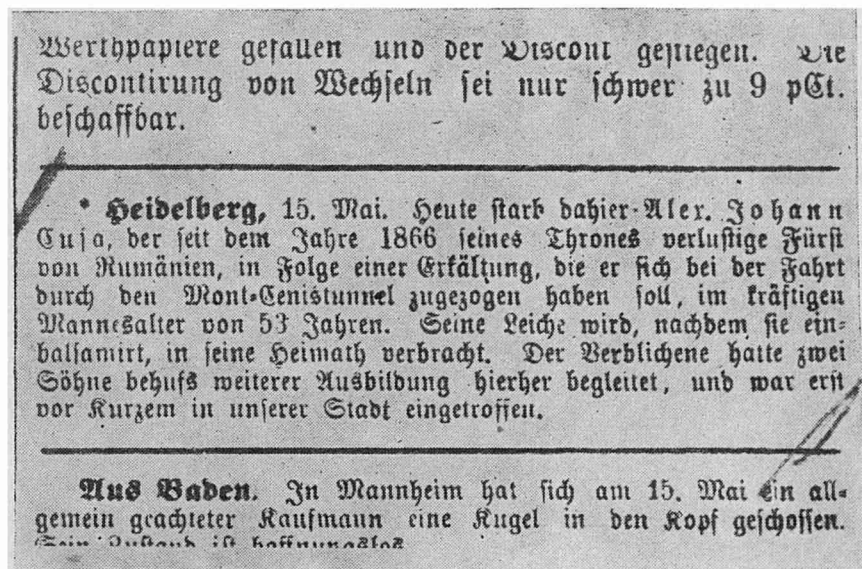 Werthpapiere gefallen und der Discont gestiegen. Die
Discontirung von Wechseln sei nur schwer zu 9 pCt.
beschaffbar.
* Heidelberg, 15. Mai. Heute starb dahier Alex. Johann
Cusa, der seit dem Jahre 1866 seines Thrones verlustige Fürst
von Rumänien, in Folge einer Erkältung, die er sich bei der Fahrt
durch den Mont-Cenistunnel zugezogen haben soll, im kräftigen
Mannesalter von 53 Jahren. Seine Leiche wird, nachdem sie ein-
balsamirt, in seine Heimath verbracht. Der Verblichene hatte zwei
Söhne behufs weiterer Ausbildung hierher begleitet, und war erst
vor Kurzem in unserer Stadt eingetroffen.
Aus Baden. In Mannheim hat sich am 15. Mai ein all-
gemein geachteter Kaufmann eine Kugel in den Kopf geschossen.
Sein Zustand ist hoffnungslos